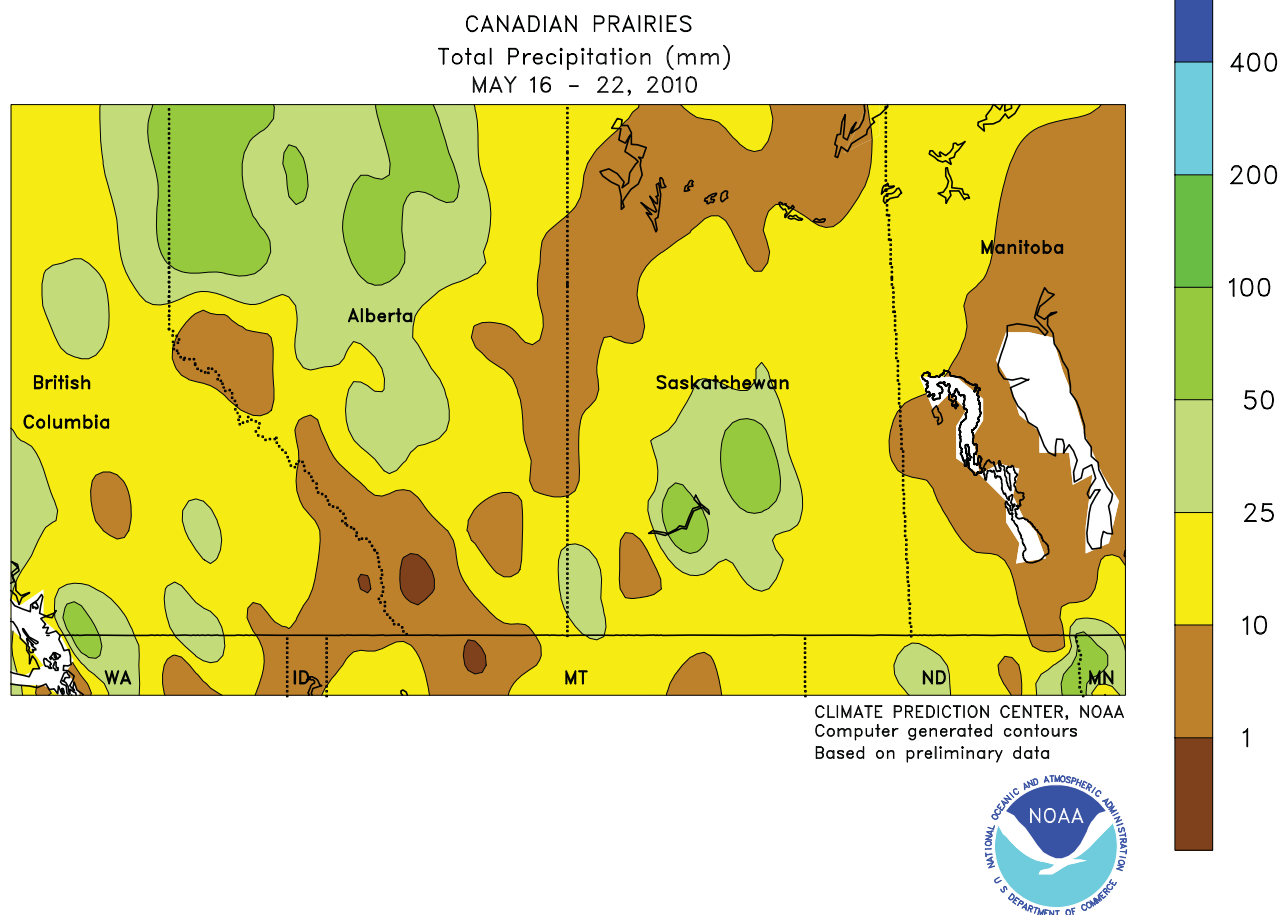 CANADIAN PRAIRIES
Total Precipitation (mm)
MAY 16 - 22, 2010
400
200
100
50
25
10
1
Manitoba
Alberta
Saskatchewan
British
Columbia
WA
ID
MT
ND
MN
CLIMATE PREDICTION CENTER, NOAA
Computer generated contours
Based on preliminary data
NATIONAL OCEANIC AND ATMOSPHERIC ADMINISTRATION
NOAA
U S DEPARTMENT OF COMMERCE